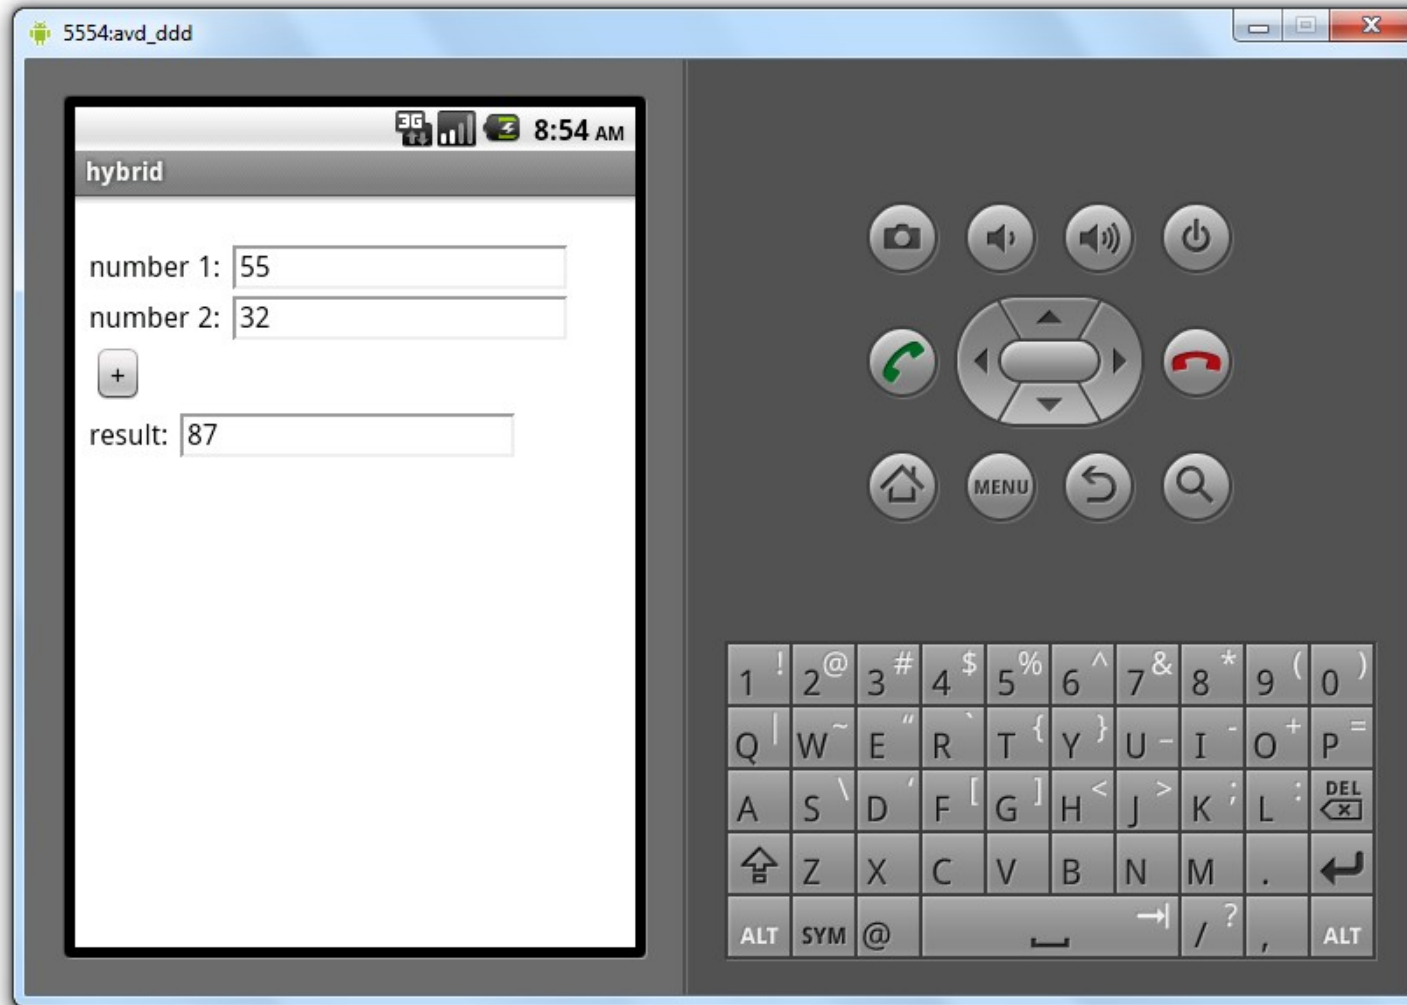 5554:avd_ddd
3G 8:54 AM
hybrid
number 1: 55
number 2: 32
+
result: 87
MENU
1 ! 2 @ 3 # 4 $ 5 % 6 ^ 7 & 8 * 9 ( 0 )
Q | W ~ E “ R ` T { Y } U _ I - O + P =
A S \ D ‘ F [ G ] H < J > K ; L : DEL
Z X C V B N M .
ALT SYM @ / ? , ALT